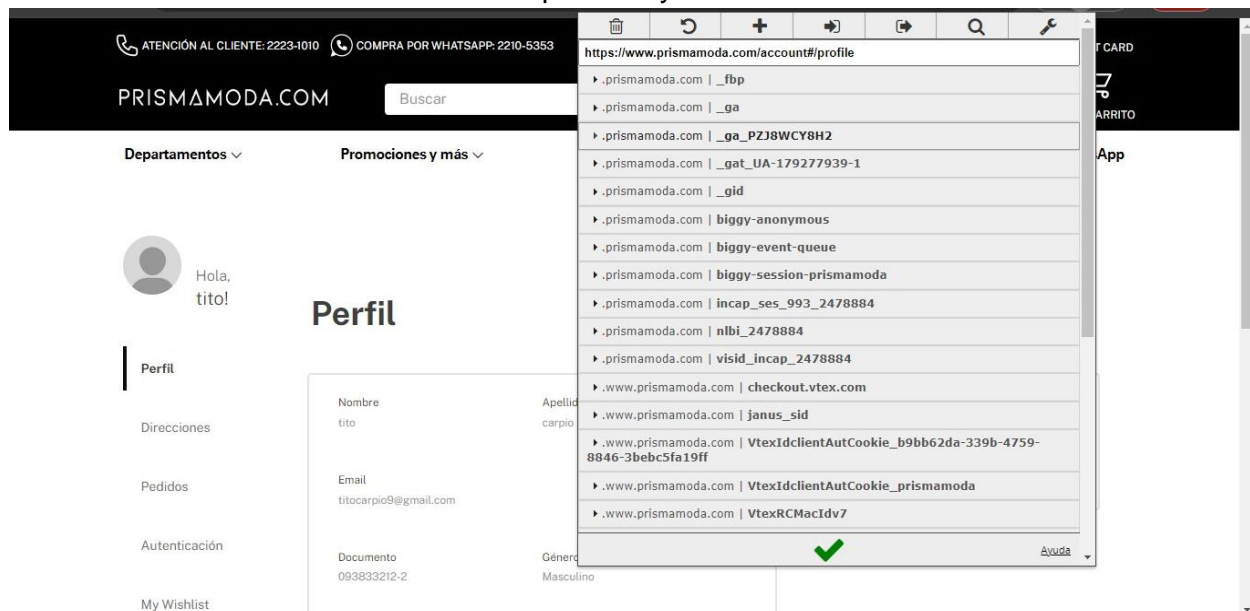 ATENCIÓN AL CLIENTE: 2223-1010 COMPRA POR WHATSAPP: 2210-5353
T CARD
PRISMAMODA.COM
Buscar
ARRITO
Departamentos
Promociones y más
App
https://www.prismamoda.com/account#/profile
.prismamoda.com | _fbp
.prismamoda.com | _ga
.prismamoda.com | _ga_PZJ8WCY8H2
.prismamoda.com | _gat_UA-179277939-1
.prismamoda.com | _gid
.prismamoda.com | biggy-anonymous
.prismamoda.com | biggy-event-queue
.prismamoda.com | biggy-session-prismamoda
.prismamoda.com | incap_ses_993_2478884
.prismamoda.com | nlbi_2478884
.prismamoda.com | visid_incap_2478884
.www.prismamoda.com | checkout.vtex.com
.www.prismamoda.com | janus_sid
.www.prismamoda.com | VtexIdclientAutCookie_b9bb62da-339b-4759-
8846-3bebc5fa19ff
.www.prismamoda.com | VtexIdclientAutCookie_prismamoda
.www.prismamoda.com | VtexRCMacIdv7
Ayuda
Hola,
tito!
Perfil
Perfil
Direcciones
Pedidos
Autenticación
My Wishlist
Nombre
tito
Apellid
carpio
Email
titocarpio9@gmail.com
Documento
093833212-2
Géner
Masculino